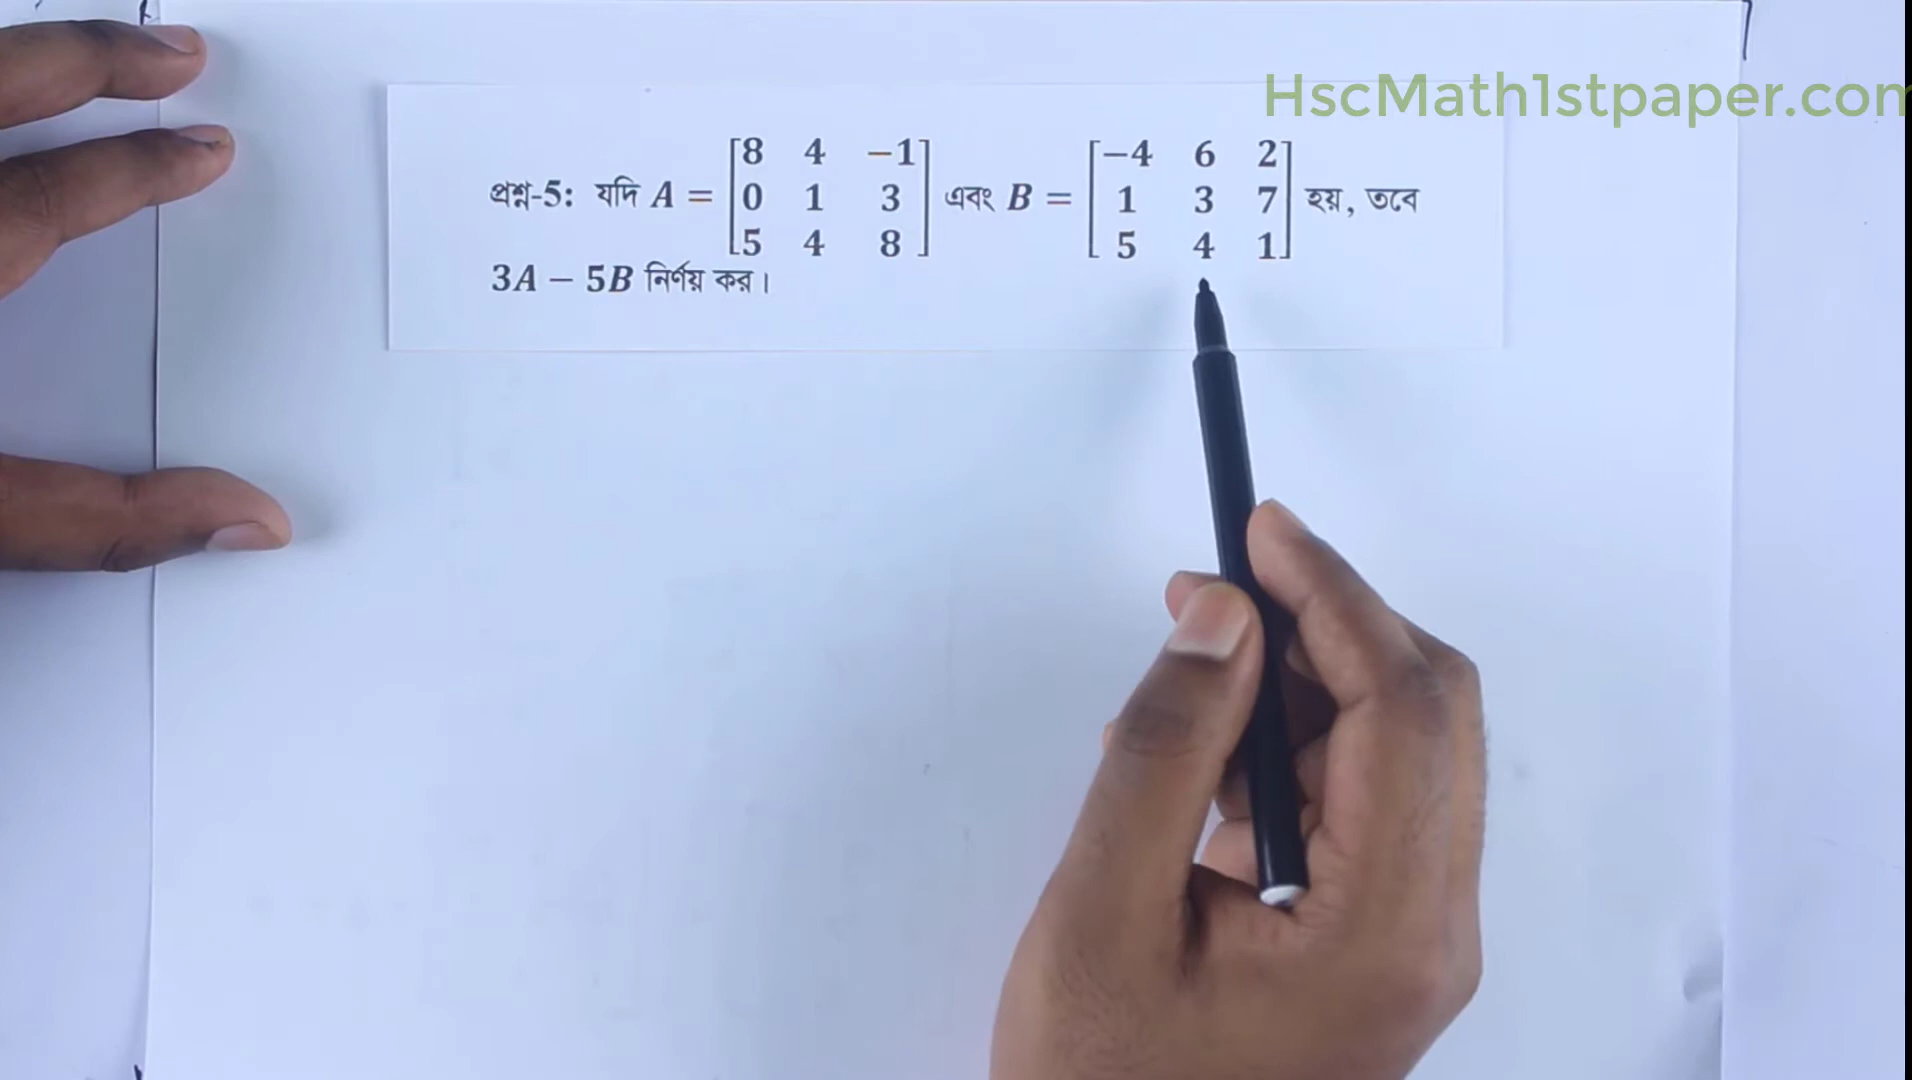 HscMath1stpaper.com
প্রশ্ন-5: যদি A = [8 4 −1
0 1 3
5 4 8] এবং B = [−4 6 2
1 3 7
5 4 1] হয়, তবে
3A − 5B নির্ণয় কর।